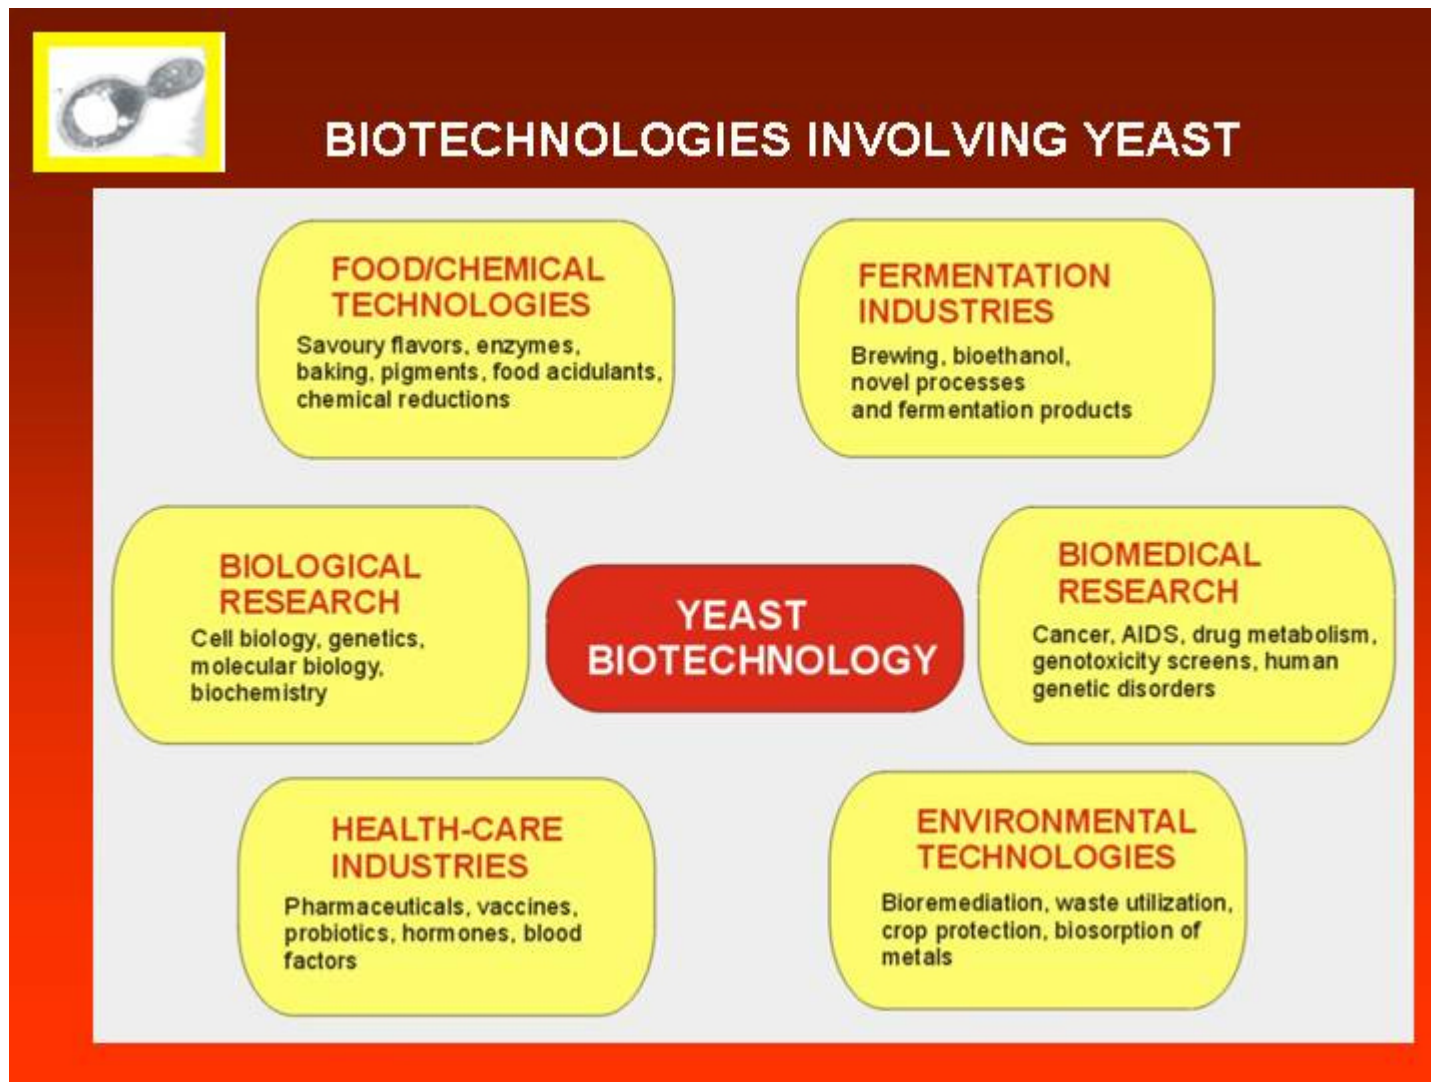 BIOTECHNOLOGIES INVOLVING YEAST
FOOD/CHEMICAL
TECHNOLOGIES
Savoury flavors, enzymes,
baking, pigments, food acidulants,
chemical reductions
FERMENTATION
INDUSTRIES
Brewing, bioethanol,
novel processes
and fermentation products
BIOLOGICAL
RESEARCH
Cell biology, genetics,
molecular biology,
biochemistry
YEAST
BIOTECHNOLOGY
BIOMEDICAL
RESEARCH
Cancer, AIDS, drug metabolism,
genotoxicity screens, human
genetic disorders
HEALTH-CARE
INDUSTRIES
Pharmaceuticals, vaccines,
probiotics, hormones, blood
factors
ENVIRONMENTAL
TECHNOLOGIES
Bioremediation, waste utilization,
crop protection, biosorption of
metals